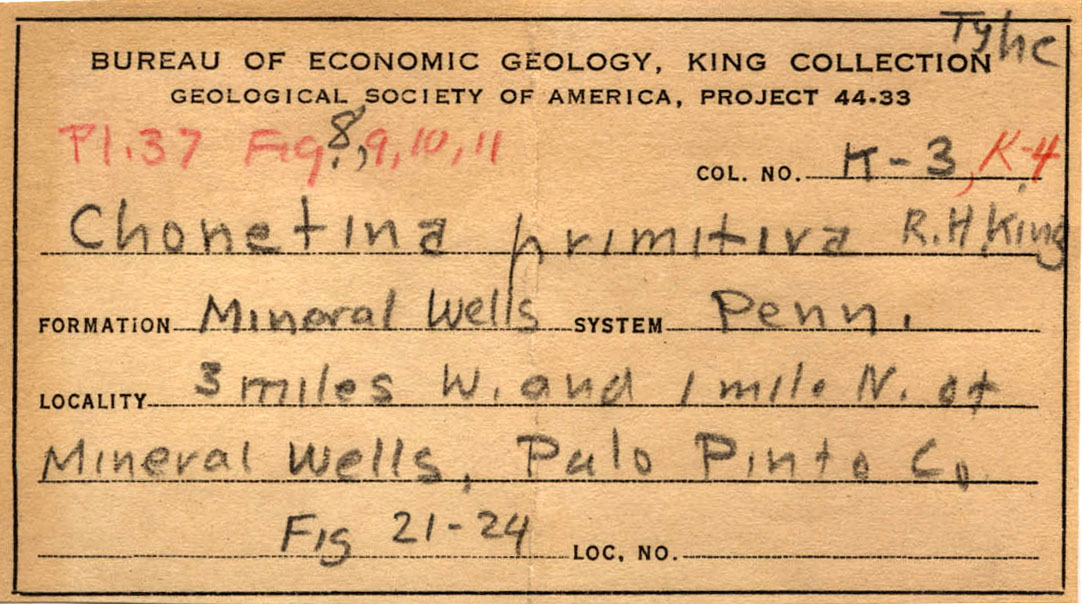 Type
BUREAU OF ECONOMIC GEOLOGY, KING COLLECTION
GEOLOGICAL SOCIETY OF AMERICA, PROJECT 44-33
Pl. 37 Fig. 8, 9, 10, 11
COL. NO. K-3, K-4
Chonetina primitiva R.H. King
FORMATION Mineral Wells SYSTEM Penn.
LOCALITY 3 miles W. and 1 mile N. of
Mineral Wells, Palo Pinto Co.
Fig 21-24 LOC. NO.